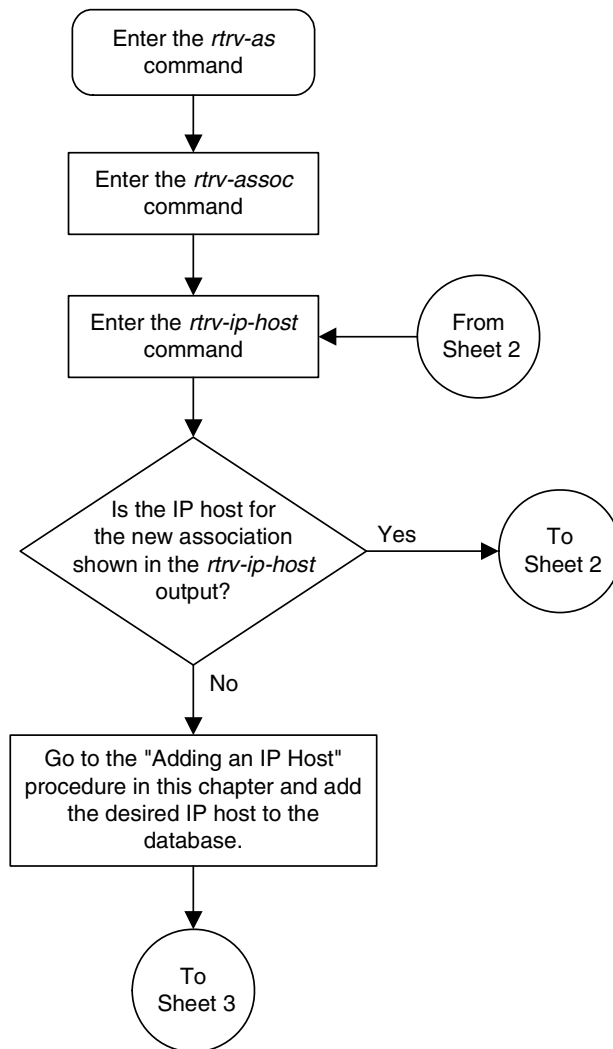 Enter the rtrv-as
command
Enter the rtrv-assoc
command
Enter the rtrv-ip-host
command
From
Sheet 2
Is the IP host for
the new association
shown in the rtrv-ip-host
output?
Yes
To
Sheet 2
No
Go to the "Adding an IP Host"
procedure in this chapter and add
the desired IP host to the
database.
To
Sheet 3